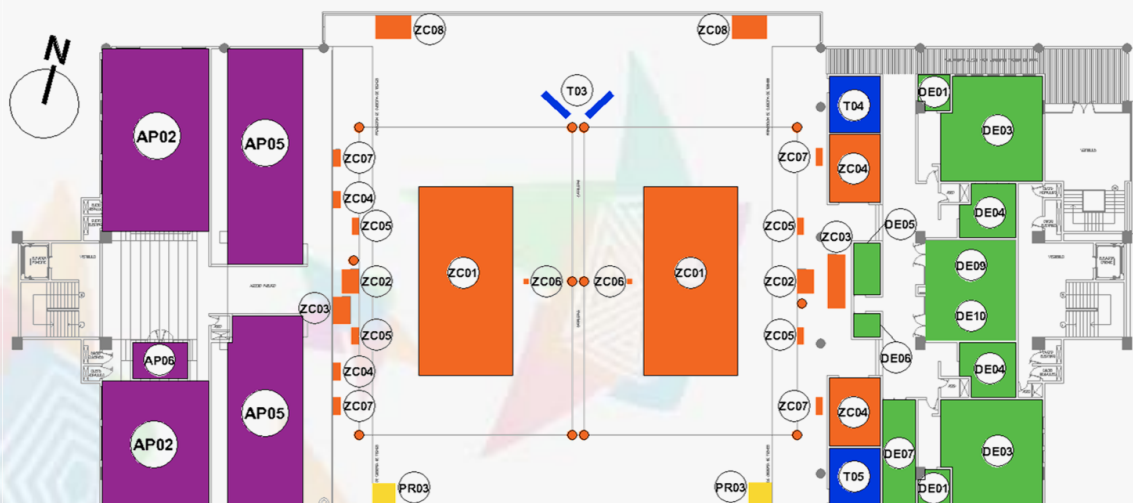 ZC08
ZC08
N
T03
AP02
AP05
T04
DE01
DE03
ZC07
ZC07
ZC04
ZC04
ZC05
ZC05
DE04
DE05
ZC03
ZC01
ZC01
DE09
ZC02
ZC06
ZC06
ZC02
ZC03
DE10
ZC05
ZC05
DE06
AP06
ZC04
DE04
ZC07
ZC07
ZC04
AP02
AP05
DE07
DE03
T05
PR03
PR03
DE01